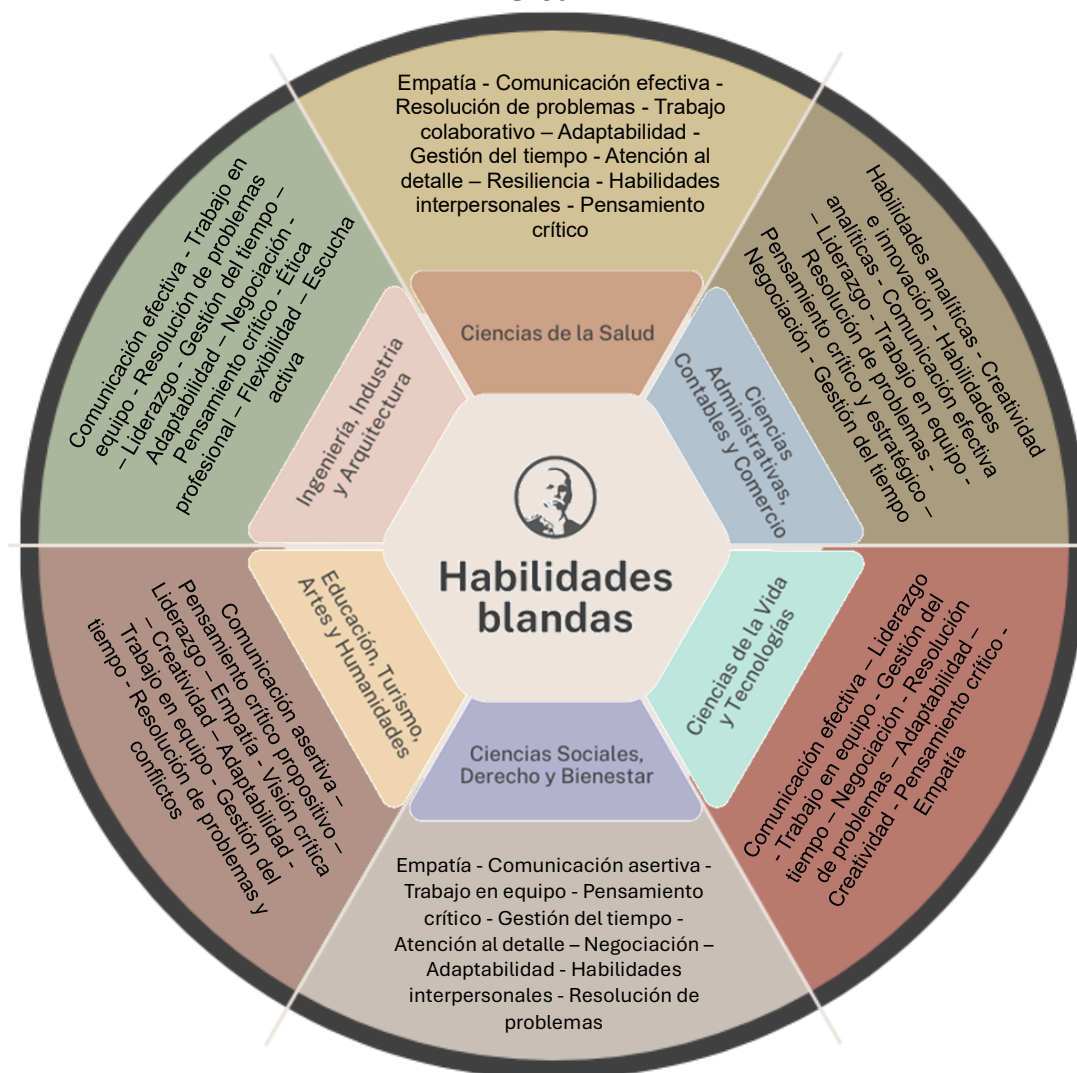 Empatía - Comunicación efectiva -
Resolución de problemas - Trabajo
colaborativo – Adaptabilidad -
Gestión del tiempo - Atención al
detalle – Resiliencia - Habilidades
interpersonales - Pensamiento
crítico
Ciencias de la Salud
Habilidades analíticas - Creatividad
e innovación - Habilidades
analíticas - Comunicación efectiva
– Liderazgo - Trabajo en equipo -
Resolución de problemas -
Pensamiento crítico y estratégico –
Negociación - Gestión del tiempo
Ciencias
Administrativas,
Contables y Comercio
Comunicación efectiva – Liderazgo
- Trabajo en equipo - Gestión del
tiempo – Negociación - Resolución
de problemas – Adaptabilidad –
Creatividad - Pensamiento crítico -
Empatía
Ciencias de la Vida
y Tecnologías
Ciencias Sociales,
Derecho y Bienestar
Empatía - Comunicación asertiva -
Trabajo en equipo - Pensamiento
crítico - Gestión del tiempo -
Atención al detalle – Negociación –
Adaptabilidad - Habilidades
interpersonales - Resolución de
problemas
Educación, Turismo,
Artes y Humanidades
Comunicación asertiva –
Pensamiento crítico propositivo –
Liderazgo – Empatía - Visión crítica
– Creatividad – Adaptabilidad -
Trabajo en equipo - Gestión del
tiempo - Resolución de problemas y
conflictos
Comunicación efectiva - Trabajo en
equipo - Resolución de problemas
– Liderazgo - Gestión del tiempo –
Adaptabilidad – Negociación -
Pensamiento crítico - Ética
profesional – Flexibilidad – Escucha
activa
Ingeniería, Industria
y Arquitectura
Habilidades
blandas